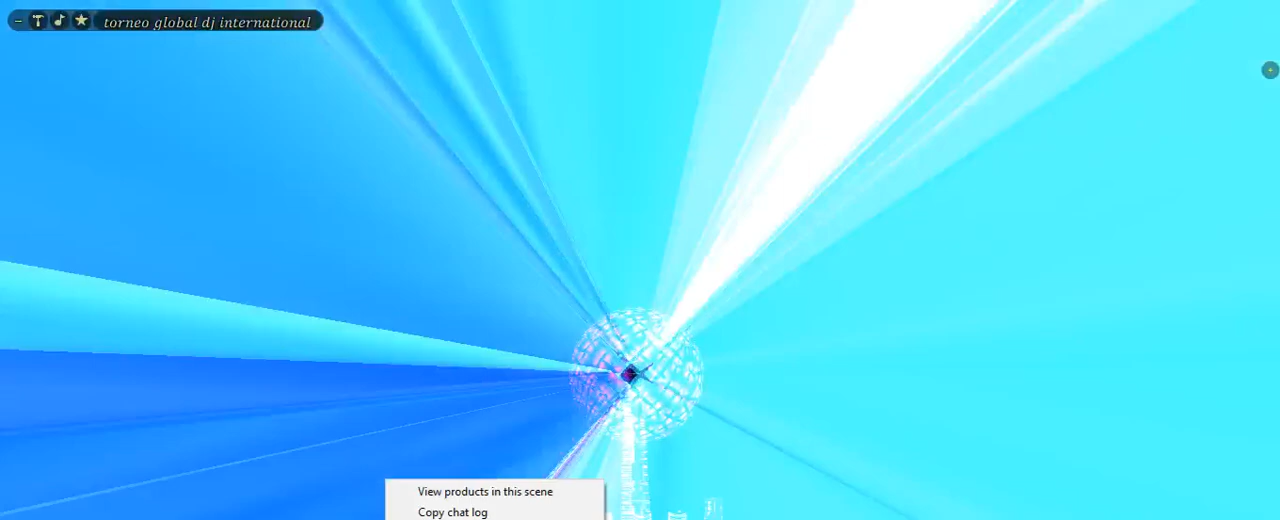 torneo global dj international
View products in this scene
Copy chat log